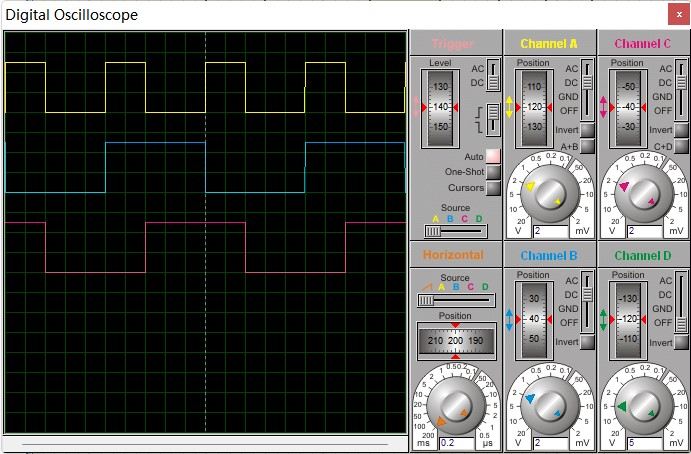 Digital Oscilloscope
x
Trigger
Level
130
140
150
AC
DC
Auto
One-Shot
Cursors
Source
A B C D
Channel A
Position
110
120
130
AC
DC
GND
OFF
Invert
A+B
1 0.5 0.2 0.1
2
5
10
20
50
20
10
5
2
V 2 mV
Channel C
Position
-50
-40
-30
AC
DC
GND
OFF
Invert
C+D
1 0.5 0.2 0.1
2
5
10
20
50
20
10
5
2
V 2 mV
Horizontal
Source
A B C D
Position
210 200 190
1 0.5 0.2
2
5
10
20
50
100
200
100
50
20
10
5
2
1
0.5
ms 0.2 µs
Channel B
Position
30
40
50
AC
DC
GND
OFF
Invert
1 0.5 0.2 0.1
2
5
10
20
50
20
10
5
2
V 2 mV
Channel D
Position
-130
-120
-110
AC
DC
GND
OFF
Invert
1 0.5 0.2 0.1
2
5
10
20
50
20
10
5
2
V 5 mV